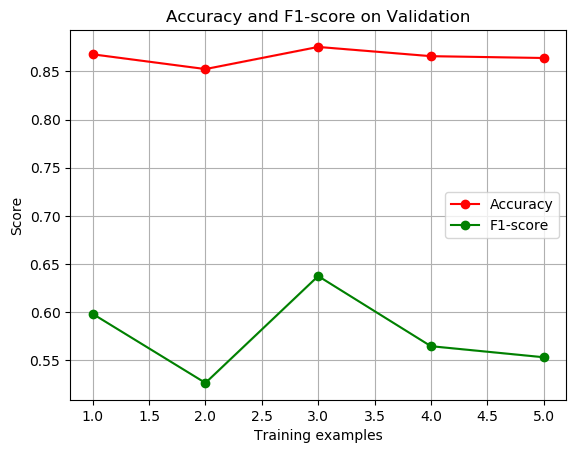 Accuracy and F1-score on Validation
Score
0.85
0.80
0.75
0.70
0.65
0.60
0.55
Accuracy
F1-score
1.0 1.5 2.0 2.5 3.0 3.5 4.0 4.5 5.0
Training examples